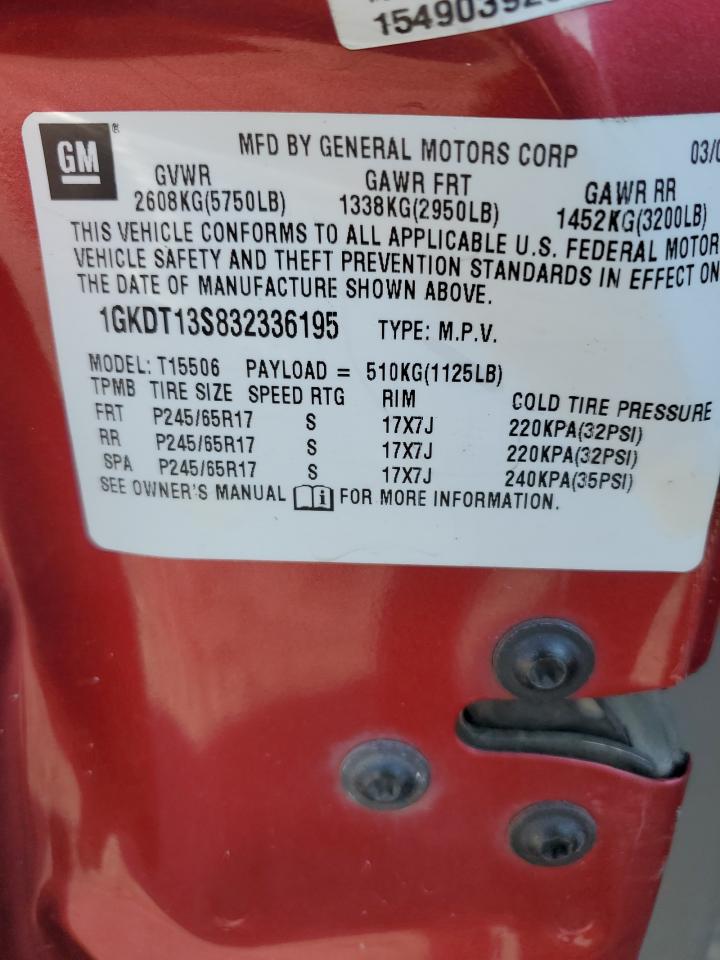 GM ®
MFD BY GENERAL MOTORS CORP 03/0
GVWR GAWR FRT GAWR RR
2608KG(5750LB) 1338KG(2950LB) 1452KG(3200LB)
THIS VEHICLE CONFORMS TO ALL APPLICABLE U.S. FEDERAL MOTOR
VEHICLE SAFETY AND THEFT PREVENTION STANDARDS IN EFFECT ON
THE DATE OF MANUFACTURE SHOWN ABOVE.
1GKDT13S832336195 TYPE: M.P.V.
MODEL: T15506 PAYLOAD = 510KG(1125LB)
TPMB TIRE SIZE SPEED RTG RIM COLD TIRE PRESSURE
FRT P245/65R17 S 17X7J 220KPA(32PSI)
RR P245/65R17 S 17X7J 220KPA(32PSI)
SPA P245/65R17 S 17X7J 240KPA(35PSI)
SEE OWNER'S MANUAL i FOR MORE INFORMATION.